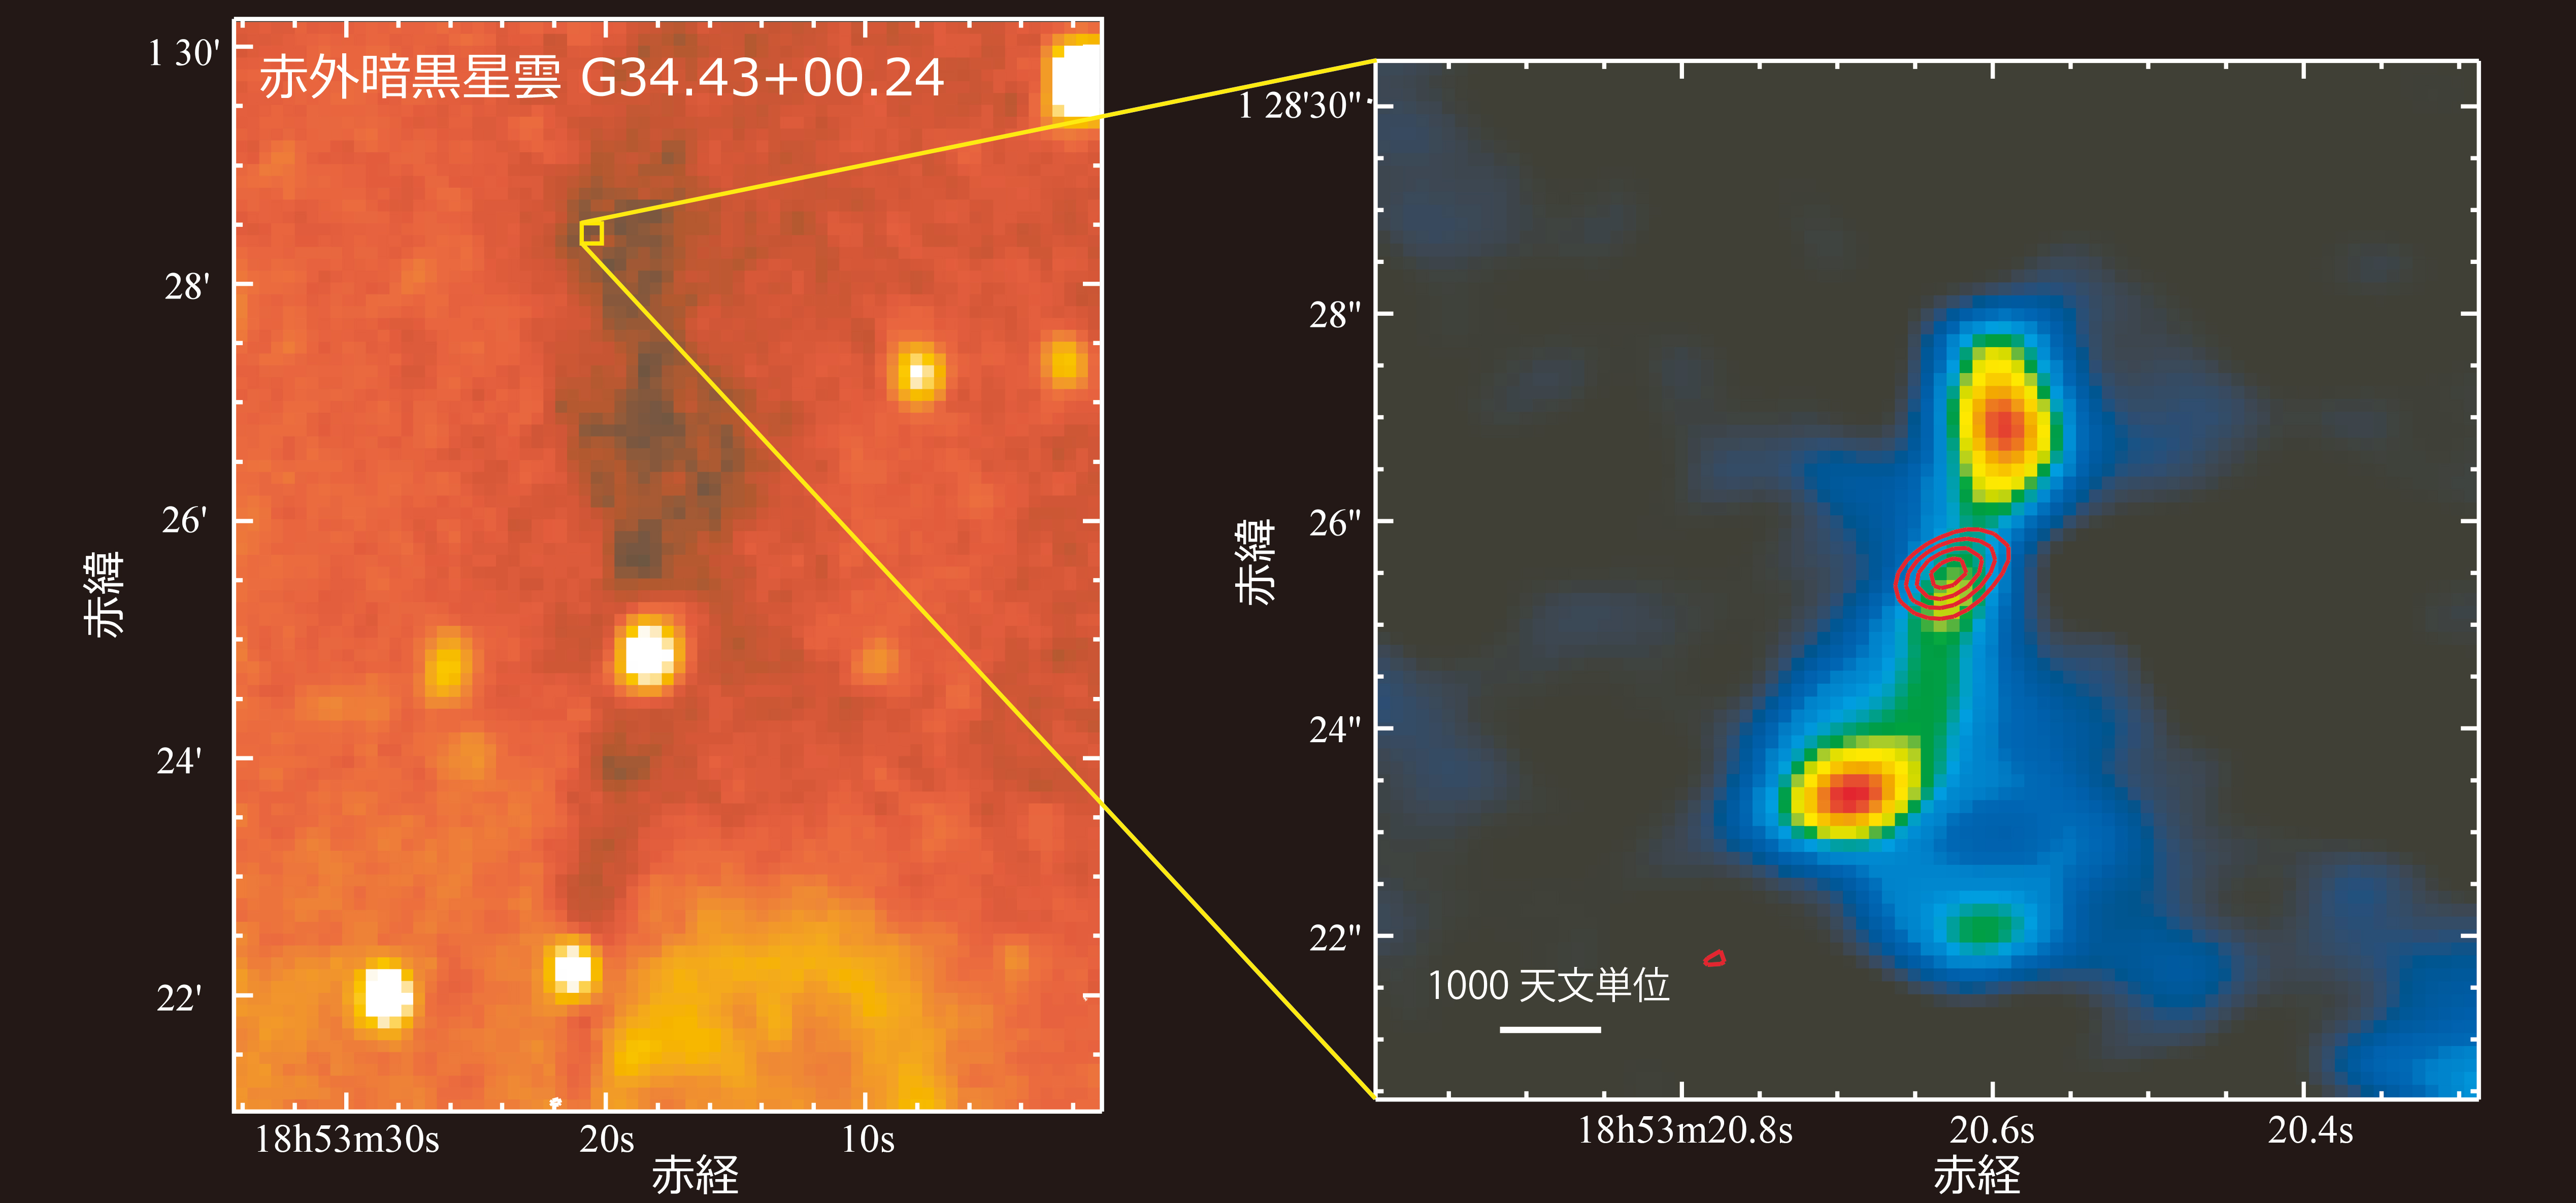 赤外暗黒星雲 G34.43+00.24
1 30'
28'
26'
24'
22'
赤緯
18h53m30s
20s
10s
赤経
1 28'30"
28"
26"
24"
22"
赤緯
1000 天文単位
18h53m20.8s
20.6s
20.4s
赤経